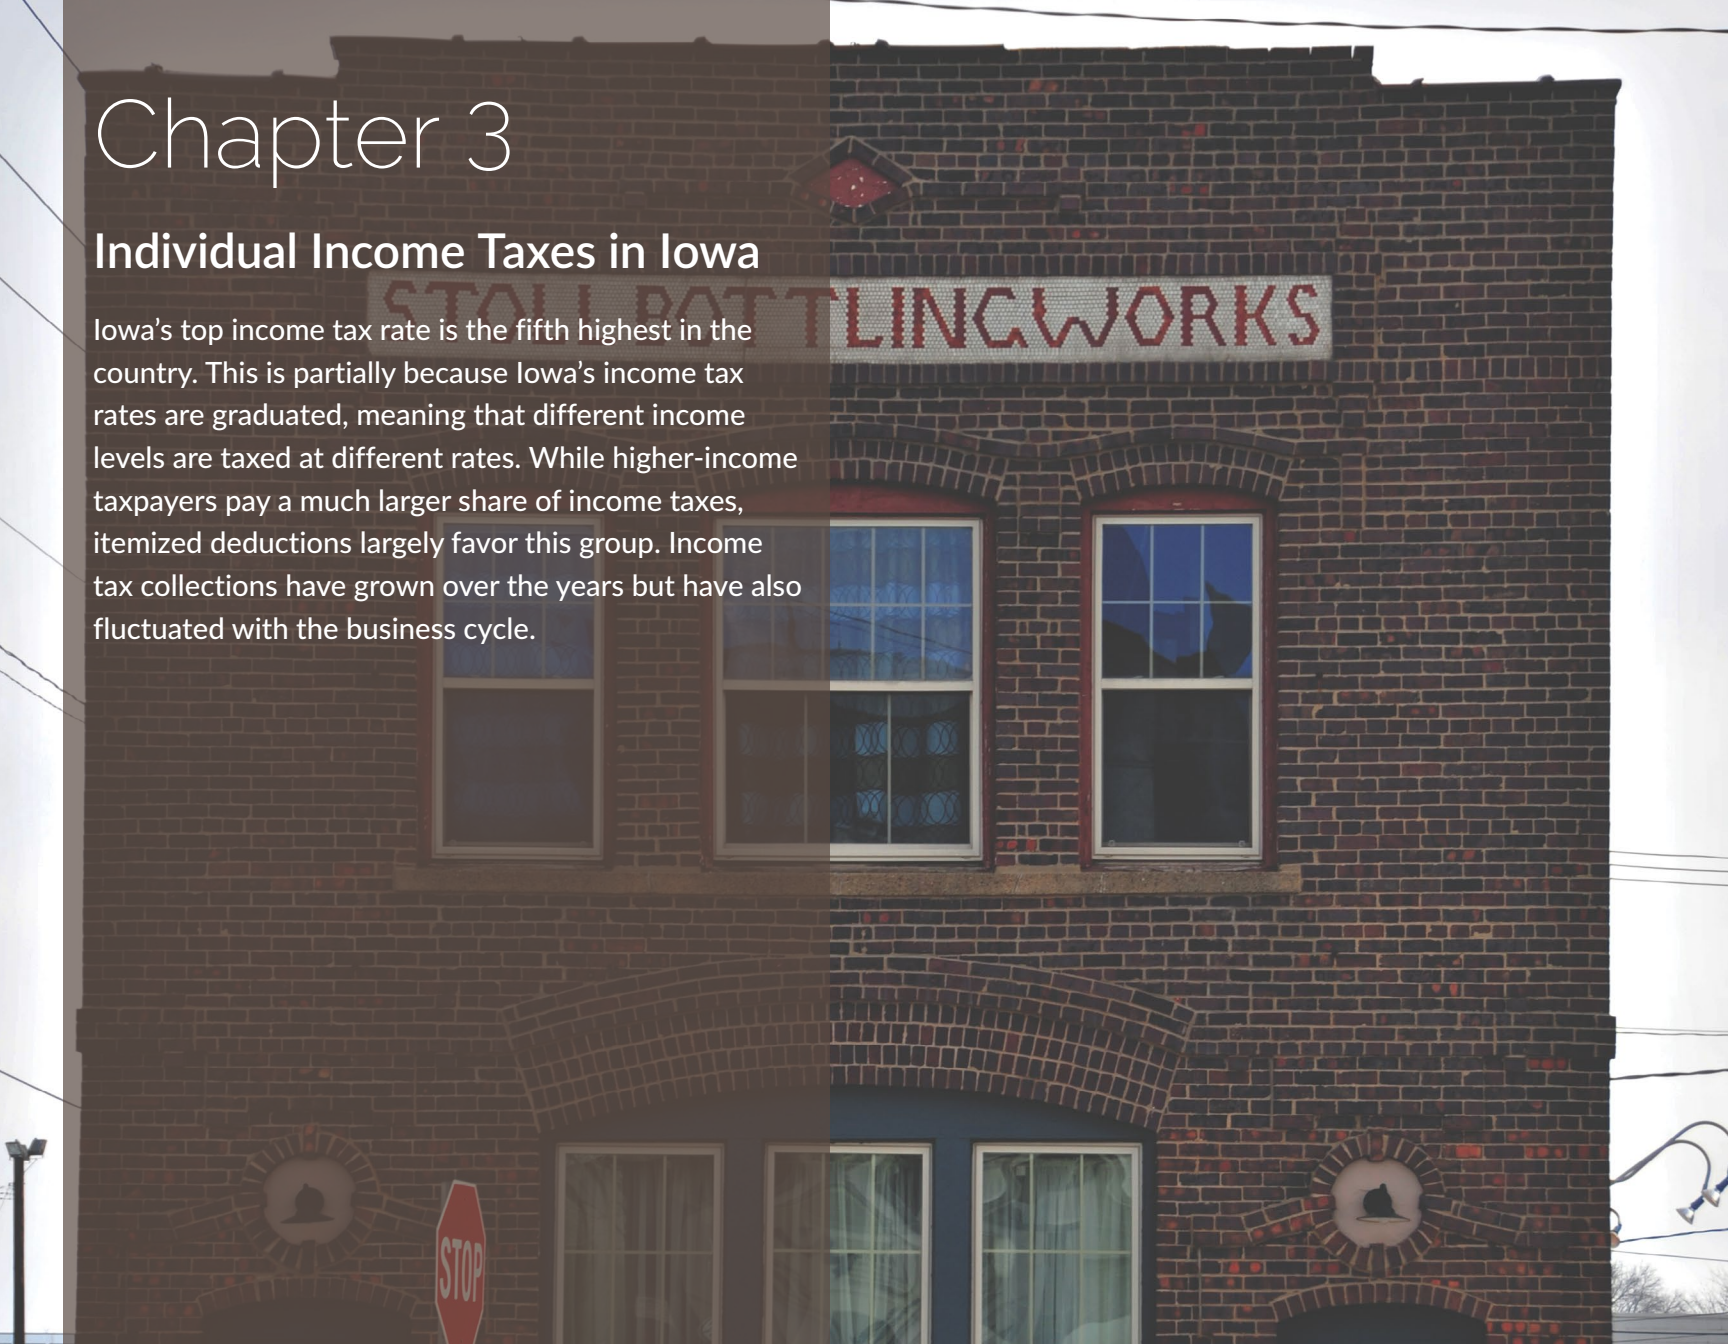 Chapter 3
Individual Income Taxes in Iowa
STOLL BOTTLINGWORKS
Iowa’s top income tax rate is the fifth highest in the
country. This is partially because Iowa’s income tax
rates are graduated, meaning that different income
levels are taxed at different rates. While higher-income
taxpayers pay a much larger share of income taxes,
itemized deductions largely favor this group. Income
tax collections have grown over the years but have also
fluctuated with the business cycle.
STOP